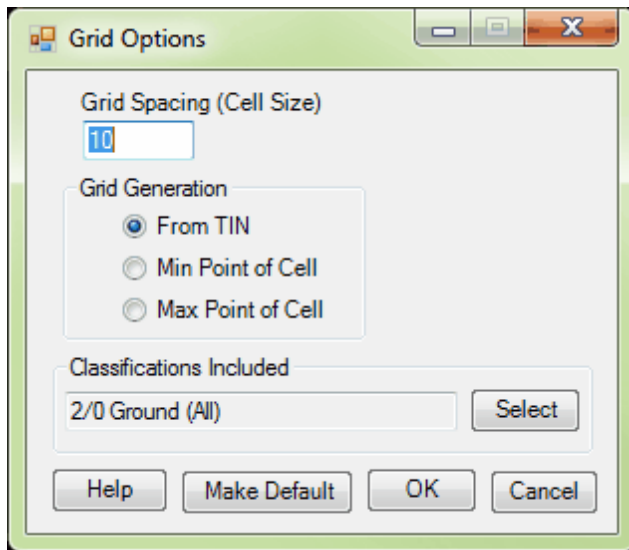 Grid Options
Grid Spacing (Cell Size)
10
Grid Generation
From TIN
Min Point of Cell
Max Point of Cell
Classifications Included
2/0 Ground (All) Select
Help Make Default OK Cancel